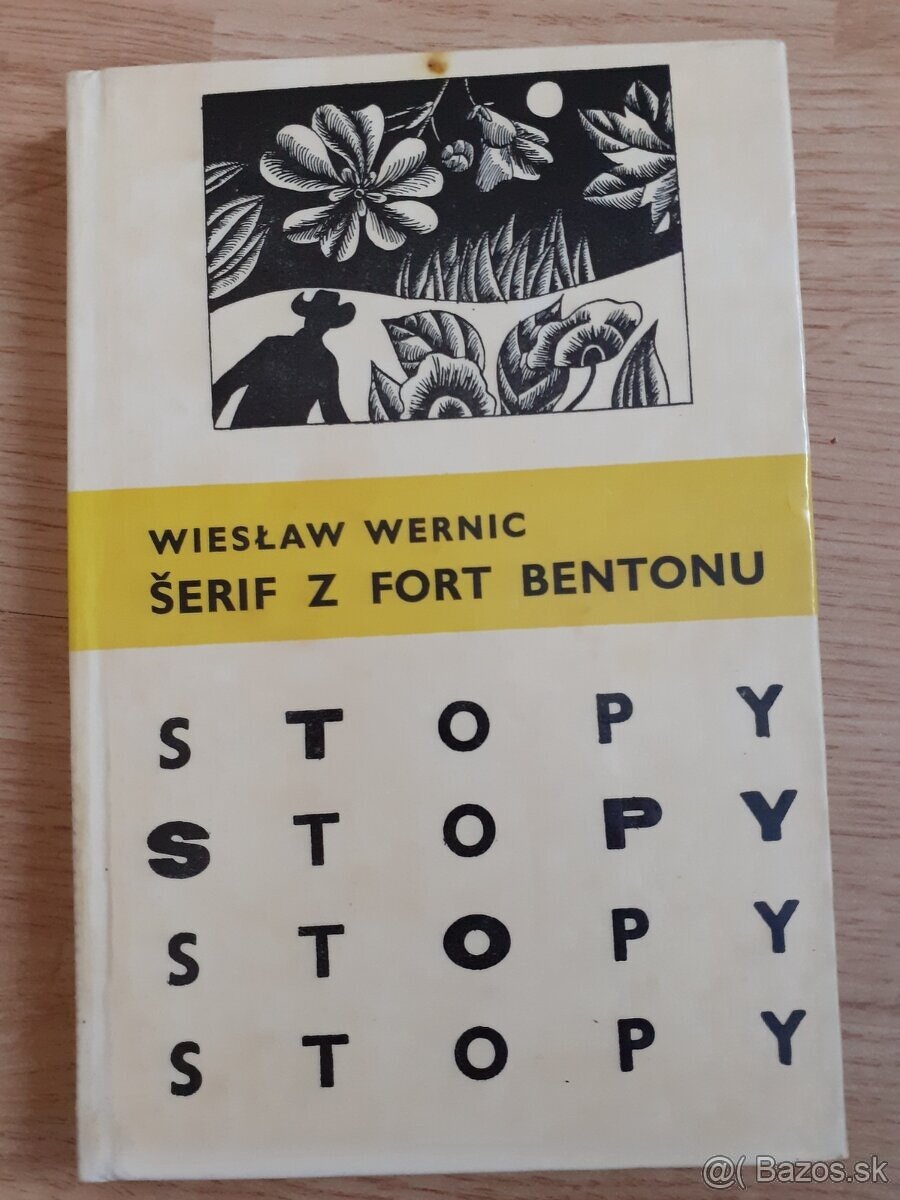 WIESŁAW WERNIC
ŠERIF Z FORT BENTONU
S T O P Y
S T O P Y
S T O P Y
S T O P Y
@( Bazos.sk